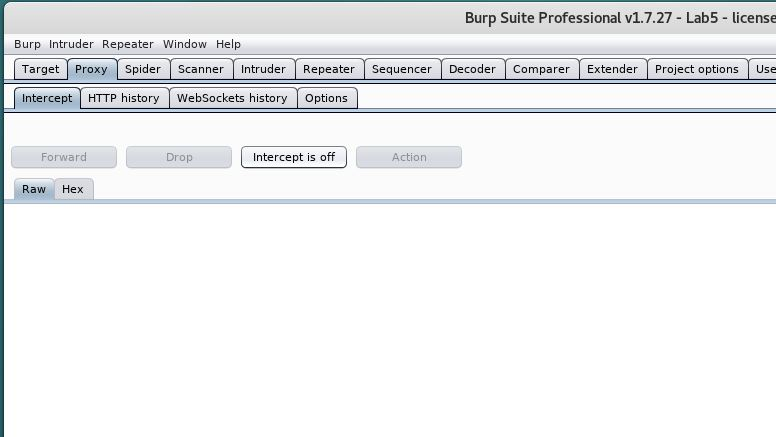 Burp Suite Professional v1.7.27 - Lab5 - license
Burp Intruder Repeater Window Help
Target Proxy Spider Scanner Intruder Repeater Sequencer Decoder Comparer Extender Project options Use
Intercept HTTP history WebSockets history Options
Forward Drop Intercept is off Action
Raw Hex